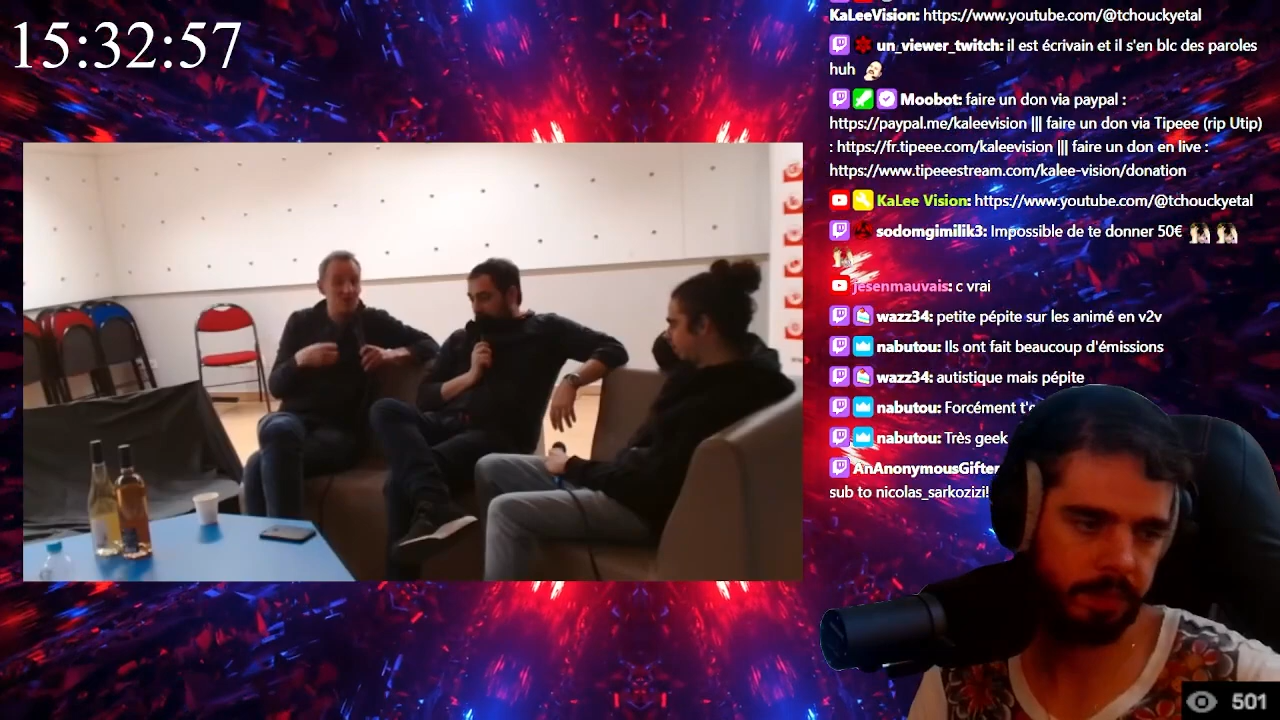 15:32:57
KaLeeVision: https://www.youtube.com/@tchouckyetal
un_viewer_twitch: il est écrivain et il s'en blc des paroles
huh
Moobot: faire un don via paypal :
https://paypal.me/kaleevision ||| faire un don via Tipeee (rip Utip)
: https://fr.tipeee.com/kaleevision ||| faire un don en live :
https://www.tipeeestream.com/kalee-vision/donation
KaLee Vision: https://www.youtube.com/@tchouckyetal
sodomgimilik3: Impossible de te donner 50€
jesenmauvais: c vrai
wazz34: petite pépite sur les animé en v2v
nabutou: Ils ont fait beaucoup d'émissions
wazz34: autistique mais pépite
nabutou: Forcément
nabutou: Très geek
AnAnonymousGifter
sub to nicolas_sarkozizi!
501